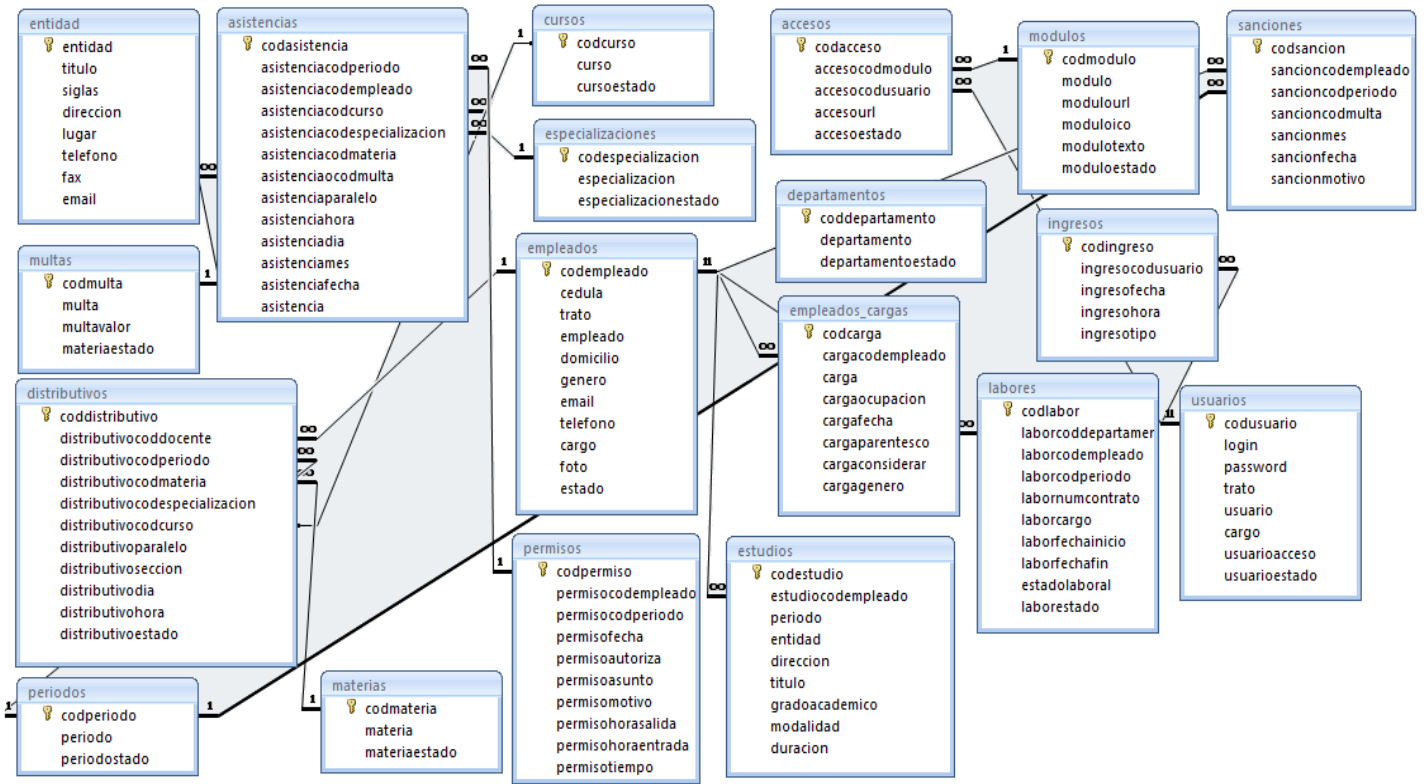 entidad
entidad
titulo
siglas
direccion
lugar
telefono
fax
email
asistencias
codasistencia
asistenciacodperiodo
asistenciacodempleado
asistenciacodcurso
asistenciacodespecializacion
asistenciacodmateria
asistenciaocodmulta
asistenciaparalelo
asistenciahora
asistenciadia
asistenciames
asistenciafecha
asistencia
cursos
codcurso
curso
cursoestado
especializaciones
codespecializacion
especializacion
especializacionestado
accesos
codacceso
accesocodmodulo
accesocodusuario
accesourl
accesoestado
modulos
codmodulo
modulo
modulourl
moduloico
modulotexto
moduloestado
sanciones
codsancion
sancioncodempleado
sancioncodperiodo
sancioncodmulta
sancionmes
sancionfecha
sancionmotivo
departamentos
coddepartamento
departamento
departamentoestado
ingresos
codingreso
ingresocodusuario
ingresofecha
ingresohora
ingresotipo
multas
codmulta
multa
multavalor
materiaestado
empleados
codempleado
cedula
trato
empleado
domicilio
genero
email
telefono
cargo
foto
estado
empleados_cargas
codcarga
cargacodempleado
carga
cargaocupacion
cargafecha
cargaparentesco
cargaconsiderar
cargagenero
distributivos
coddistributivo
distributivocoddocente
distributivocodperiodo
distributivocodmateria
distributivocodespecializacion
distributivocodcurso
distributivoparalelo
distributivoseccion
distributivodia
distributivohora
distributivoestado
labores
codlabor
laborcoddepartamer
laborcodempleado
laborcodperiodo
labornumcontrato
laborcargo
laborfechainicio
laborfechafin
estadolaboral
laborestado
usuarios
codusuario
login
password
trato
usuario
cargo
usuarioacceso
usuarioestado
permisos
codpermiso
permisocodempleado
permisocodperiodo
permisofecha
permisoautoriza
permisoasunto
permisomotivo
permisohorasalida
permisohoraentrada
permisotiempo
estudios
codestudio
estudiocodempleado
periodo
entidad
direccion
titulo
gradoacademico
modalidad
duracion
periodos
codperiodo
periodo
periodostado
materias
codmateria
materia
materiaestado